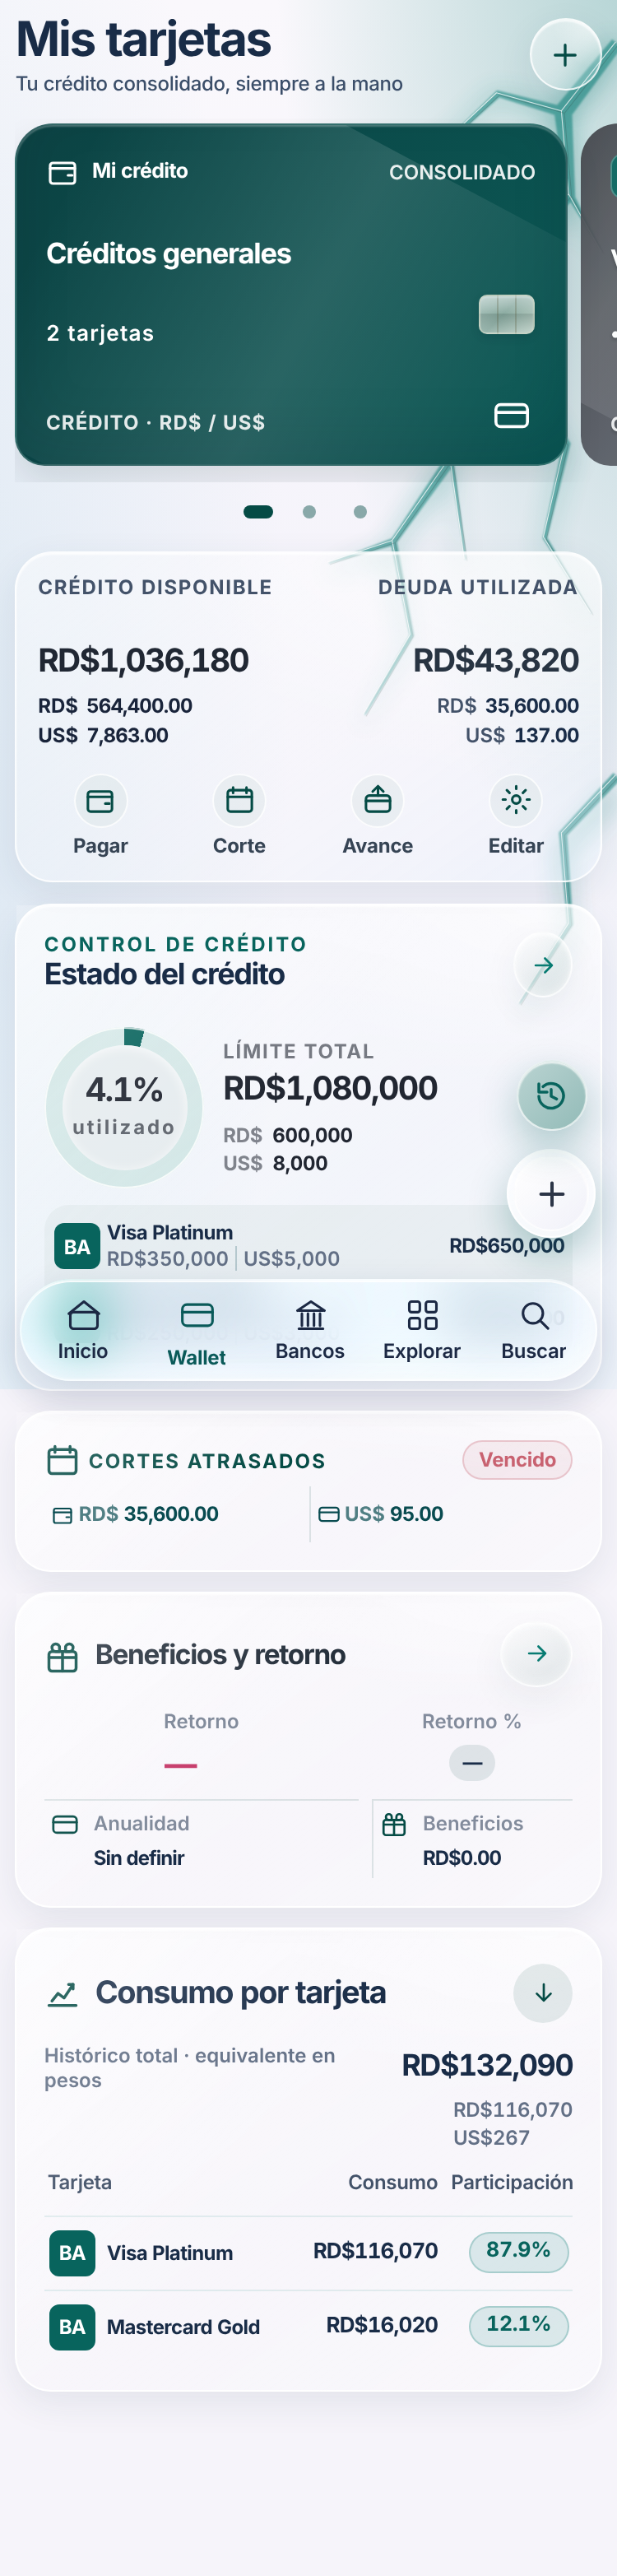 Mis tarjetas
Tu crédito consolidado, siempre a la mano
Mi crédito
CONSOLIDADO
Créditos generales
2 tarjetas
CRÉDITO · RD$ / US$
CRÉDITO DISPONIBLE
DEUDA UTILIZADA
RD$1,036,180
RD$43,820
RD$ 564,400.00
RD$ 35,600.00
US$ 7,863.00
US$ 137.00
Pagar
Corte
Avance
Editar
CONTROL DE CRÉDITO
Estado del crédito
4.1%
utilizado
LÍMITE TOTAL
RD$1,080,000
RD$ 600,000
US$ 8,000
BA
Visa Platinum
RD$350,000 US$5,000
RD$650,000
Inicio
Wallet
Bancos
Explorar
Buscar
CORTES ATRASADOS
Vencido
RD$ 35,600.00
US$ 95.00
Beneficios y retorno
Retorno
Retorno %
—
—
Anualidad
Sin definir
Beneficios
RD$0.00
Consumo por tarjeta
Histórico total · equivalente en
pesos
RD$132,090
RD$116,070
US$267
Tarjeta
Consumo
Participación
BA
Visa Platinum
RD$116,070
87.9%
BA
Mastercard Gold
RD$16,020
12.1%